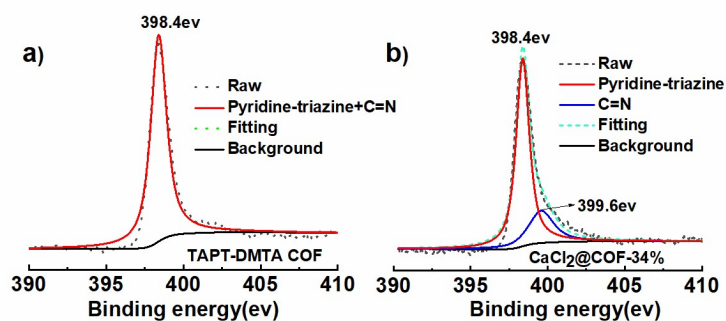 a)
398.4ev
Raw
Pyridine-triazine+C=N
Fitting
Background
TAPT-DMTA COF
390 395 400 405 410
Binding energy(ev)
b)
398.4ev
Raw
Pyridine-triazine
C=N
Fitting
Background
399.6ev
CaCl₂@COF-34%
390 395 400 405 410
Binding energy(ev)